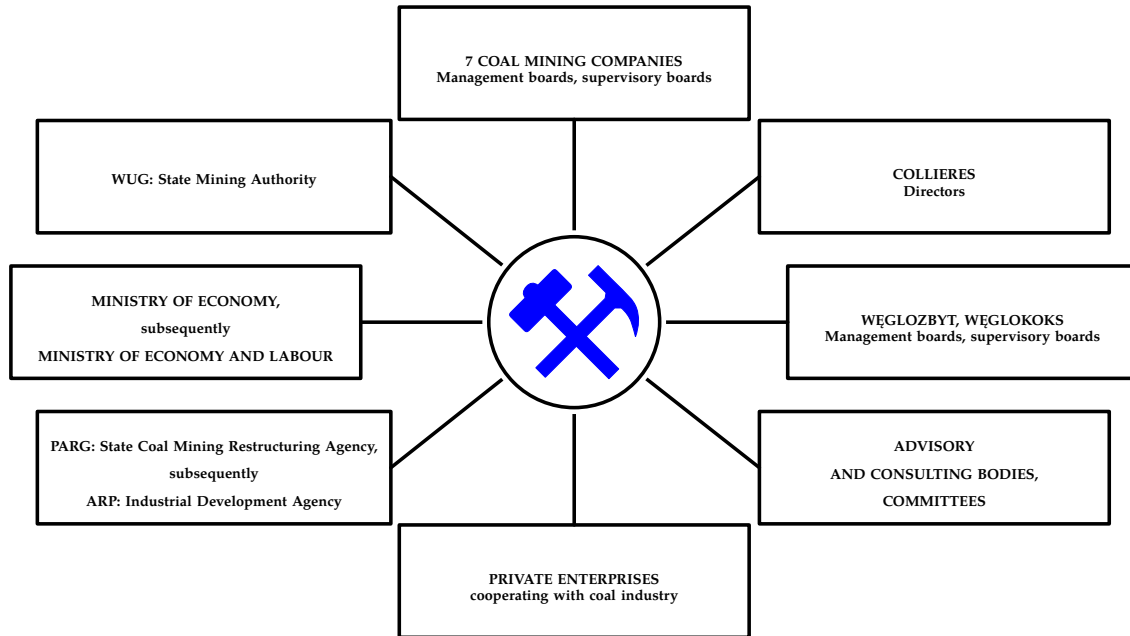 7 COAL MINING COMPANIES
Management boards, supervisory boards
WUG: State Mining Authority
COLLIERES
Directors
MINISTRY OF ECONOMY,
subsequently
MINISTRY OF ECONOMY AND LABOUR
WĘGLOZBYT, WĘGLOKOKS
Management boards, supervisory boards
PARG: State Coal Mining Restructuring Agency,
subsequently
ARP: Industrial Development Agency
ADVISORY
AND CONSULTING BODIES,
COMMITTEES
PRIVATE ENTERPRISES
cooperating with coal industry